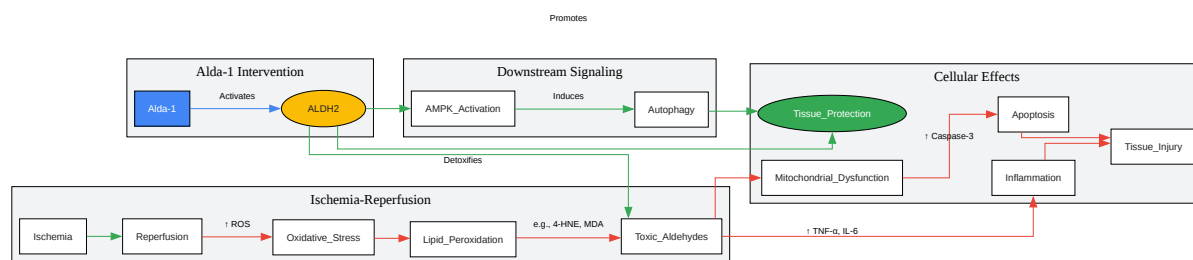 Promotes
Alda-1 Intervention
Downstream Signaling
Cellular Effects
Alda-1
Activates
ALDH2
AMPK_Activation
Induces
Autophagy
Tissue_Protection
Apoptosis
↑ Caspase-3
Tissue_Injury
Detoxifies
Mitochondrial_Dysfunction
Inflammation
Ischemia-Reperfusion
Ischemia
Reperfusion
↑ ROS
Oxidative_Stress
Lipid_Peroxidation
e.g., 4-HNE, MDA
Toxic_Aldehydes
↑ TNF-α, IL-6